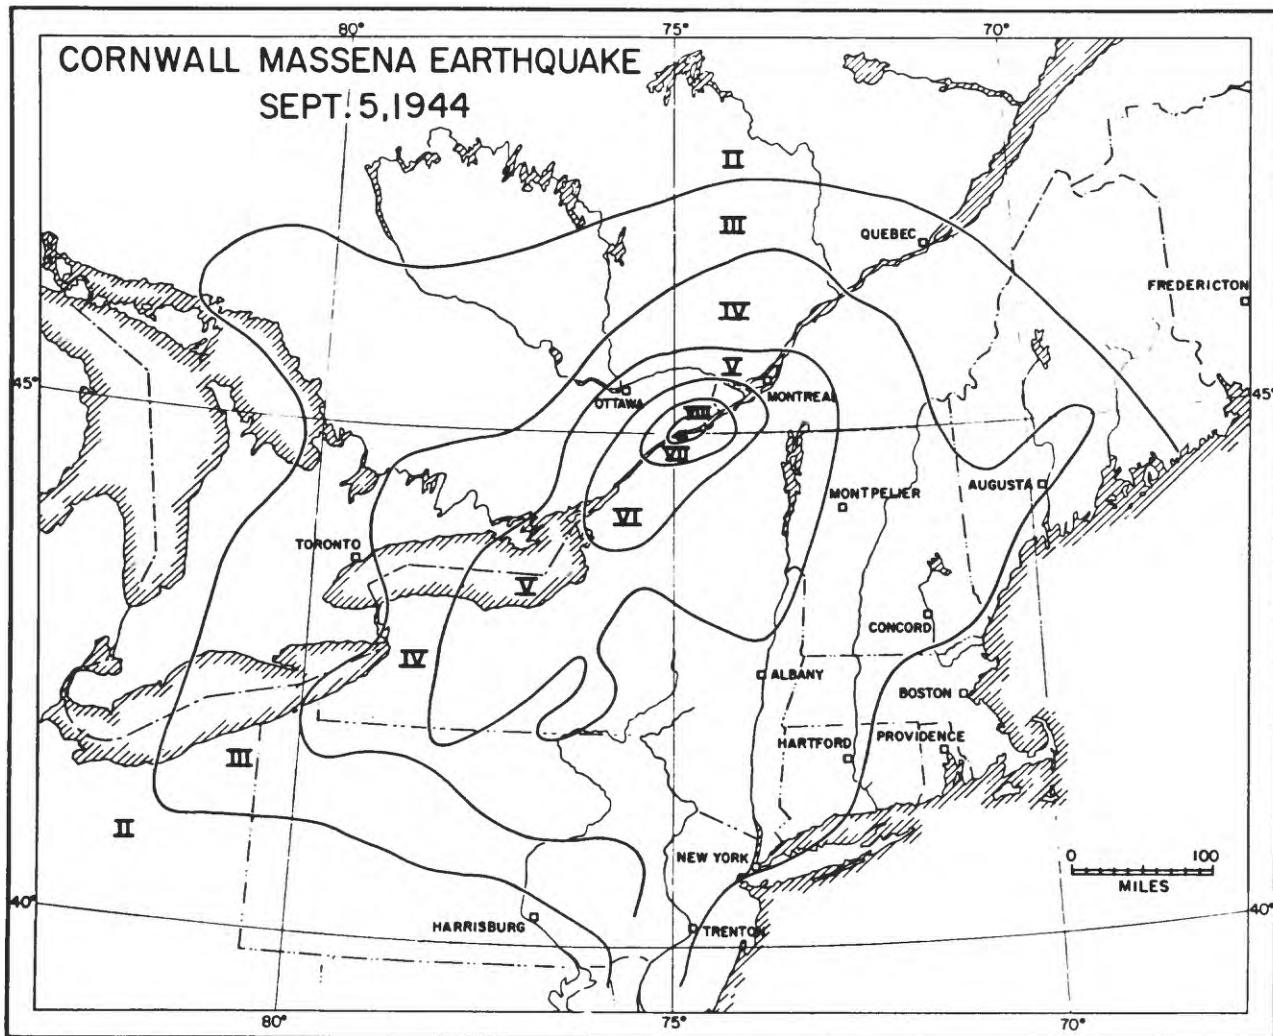 80°
75°
70°
CORNWALL MASSENA EARTHQUAKE
SEPT. 5, 1944
II
III
QUEBEC
FREDERICTON
IV
V
45°
OTTAWA
MONTREAL
45°
VIII
VII
AUGUSTA
MONTPELIER
VI
TORONTO
V
CONCORD
IV
ALBANY
BOSTON
III
HARTFORD
PROVIDENCE
II
NEW YORK
0 100
MILES
40°
HARRISBURG
TRENTON
40°
80°
75°
70°